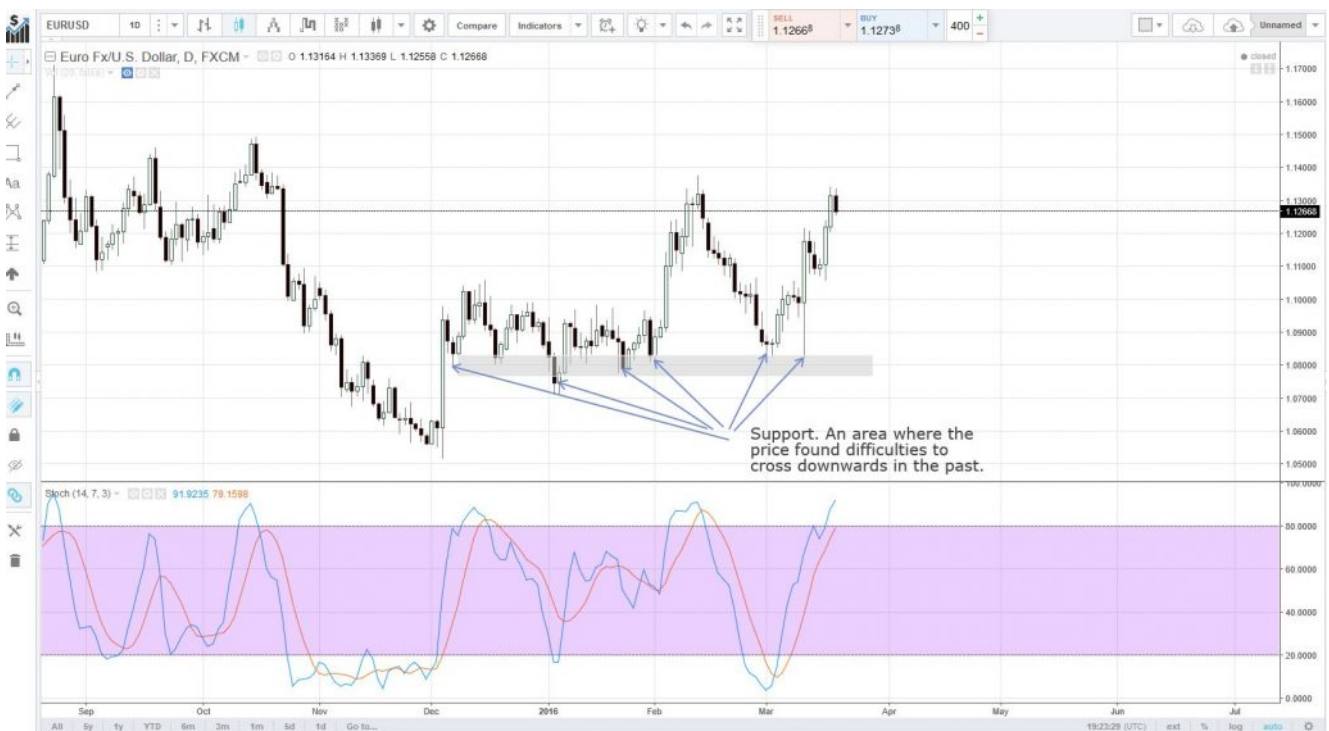 EURUSD 1D Compare Indicators SELL 1.12668 BUY 1.12738 400 Unnamed
Euro Fx/U.S. Dollar, D, FXCM O 1.13164 H 1.13369 L 1.12558 C 1.12668
closed
1.17000
1.16000
1.15000
1.14000
1.13000
1.12668
1.12000
1.11000
1.10000
1.09000
1.08000
1.07000
1.06000
1.05000
Support. An area where the
price found difficulties to
cross downwards in the past.
Stoch (14, 7, 3) 91.9235 78.1598
100.0000
80.0000
60.0000
40.0000
20.0000
0.0000
Sep Oct Nov Dec 2016 Feb Mar Apr May Jun Jul
All 5y 1y YTD 6m 3m 1m 5d 1d Go to... 19:23:29 (UTC) ext % log auto